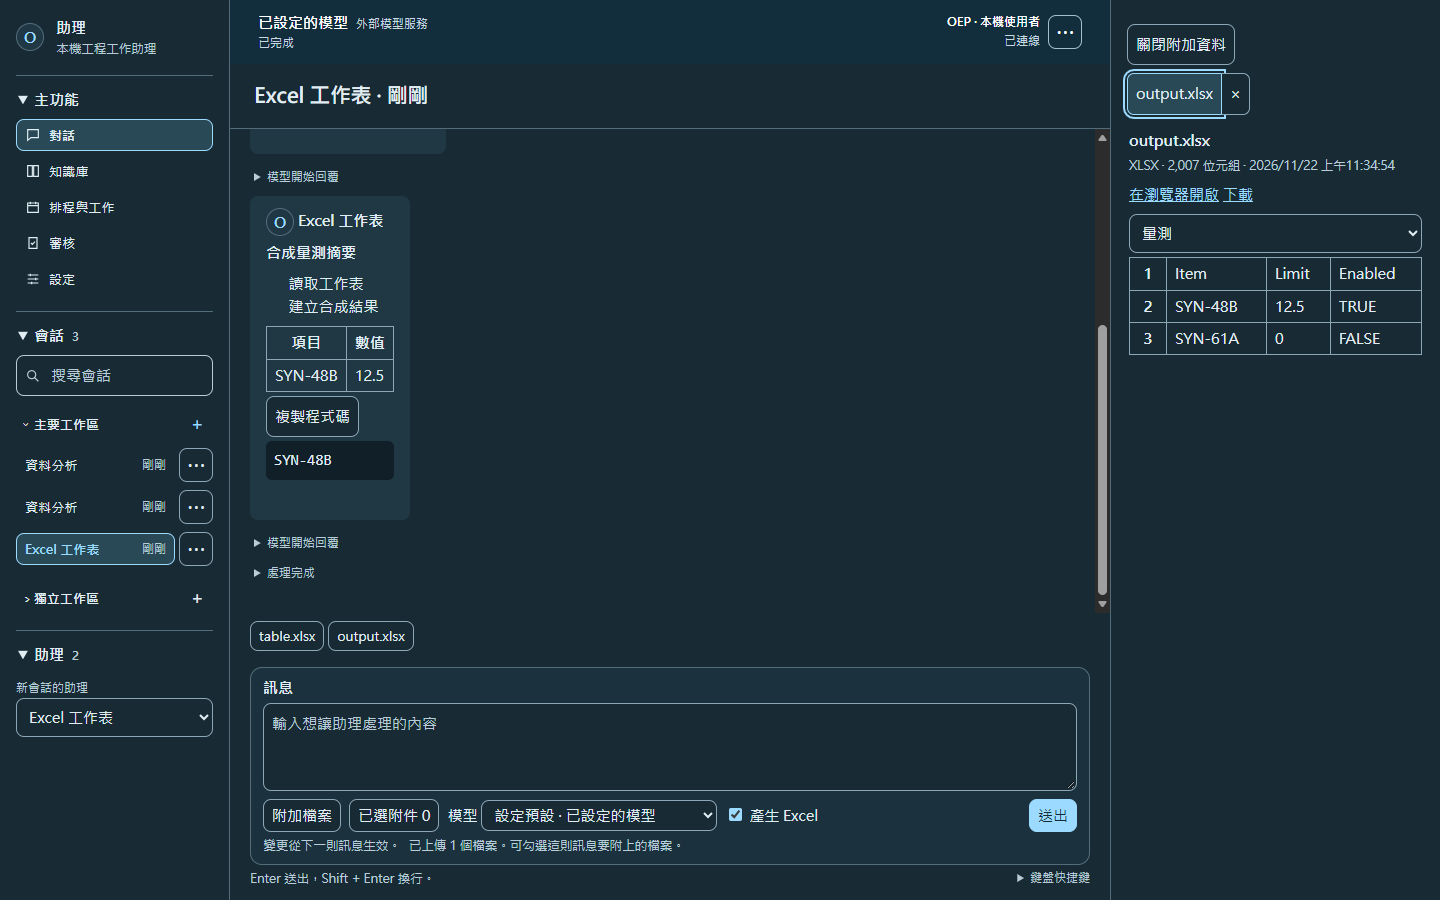 O 助理
本機工程工作助理
▼ 主功能
對話
知識庫
排程與工作
審核
設定
▼ 會話 3
搜尋會話
主要工作區 +
資料分析 剛剛 ...
資料分析 剛剛 ...
Excel 工作表 剛剛 ...
獨立工作區 +
▼ 助理 2
新會話的助理
Excel 工作表
已設定的模型 外部模型服務
已完成
OEP · 本機使用者
已連線
...
Excel 工作表 · 剛剛
模型開始回覆
O Excel 工作表
合成量測摘要
讀取工作表
建立合成結果
項目 數值
SYN-48B 12.5
複製程式碼
SYN-48B
模型開始回覆
處理完成
table.xlsx output.xlsx
訊息
輸入想讓助理處理的內容
附加檔案 已選附件 0 模型 設定預設 · 已設定的模型 產生 Excel 送出
變更從下一則訊息生效。 已上傳 1 個檔案。可勾選這則訊息要附上的檔案。
Enter 送出，Shift + Enter 換行。
鍵盤快捷鍵
關閉附加資料
output.xlsx ×
output.xlsx
XLSX · 2,007 位元組 · 2026/11/22 上午11:34:54
在瀏覽器開啟 下載
量測
1 Item Limit Enabled
2 SYN-48B 12.5 TRUE
3 SYN-61A 0 FALSE